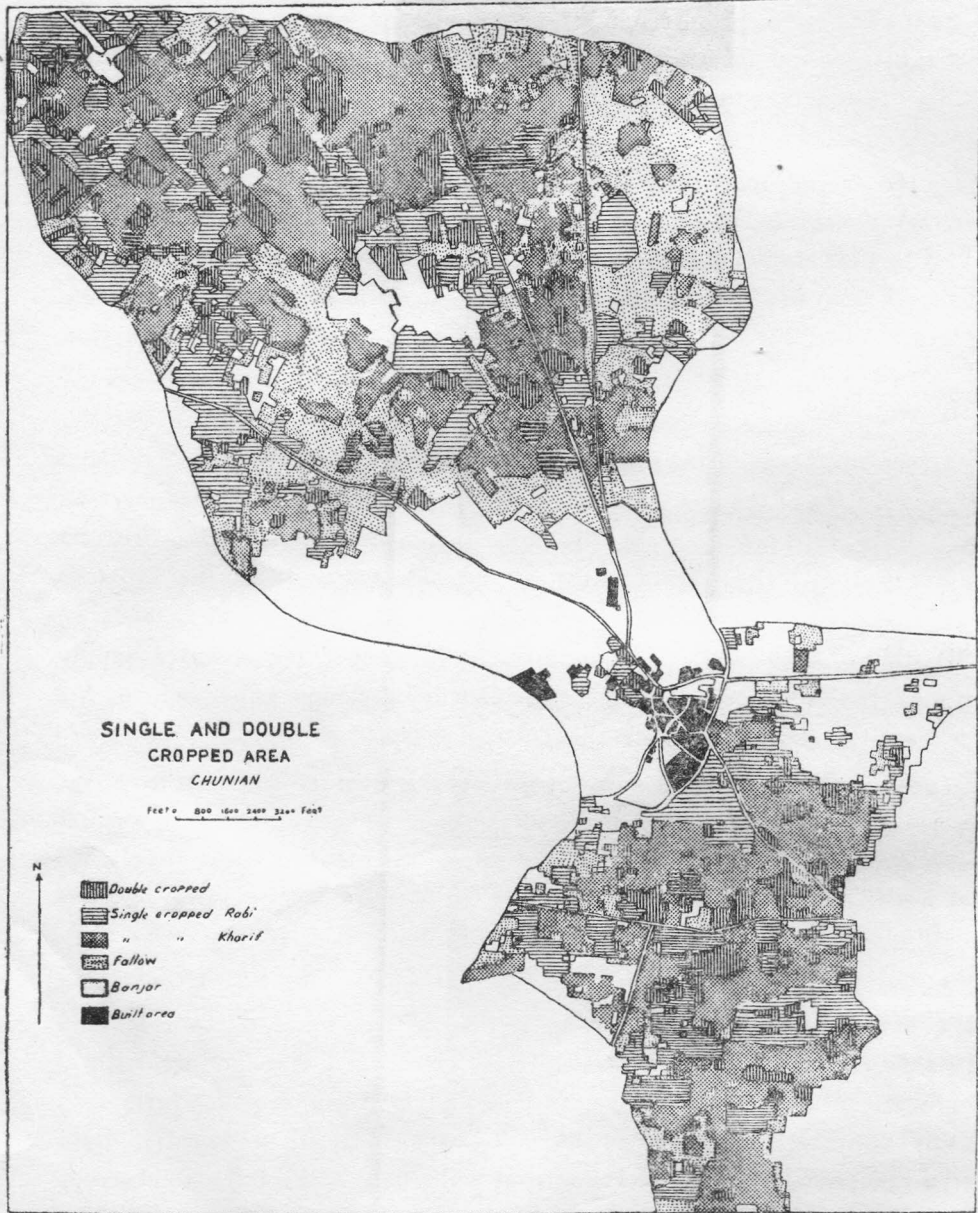 SINGLE AND DOUBLE
CROPPED AREA
CHUNIAN
Feet 0 800 1600 2400 3200 Feet
N
Double cropped
Single cropped Rabi
" " Kharif
Fallow
Banjar
Built area